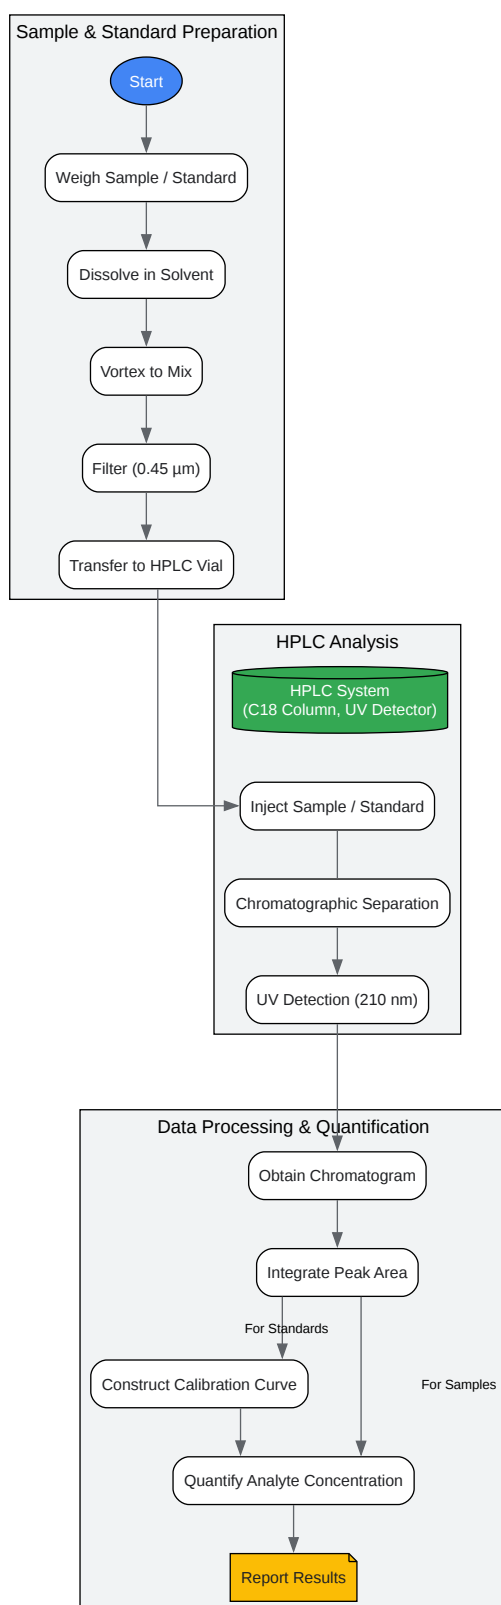 Sample & Standard Preparation
Start
Weigh Sample / Standard
Dissolve in Solvent
Vortex to Mix
Filter (0.45 µm)
Transfer to HPLC Vial
HPLC Analysis
HPLC System
(C18 Column, UV Detector)
Inject Sample / Standard
Chromatographic Separation
UV Detection (210 nm)
Data Processing & Quantification
Obtain Chromatogram
Integrate Peak Area
For Standards
Construct Calibration Curve
For Samples
Quantify Analyte Concentration
Report Results